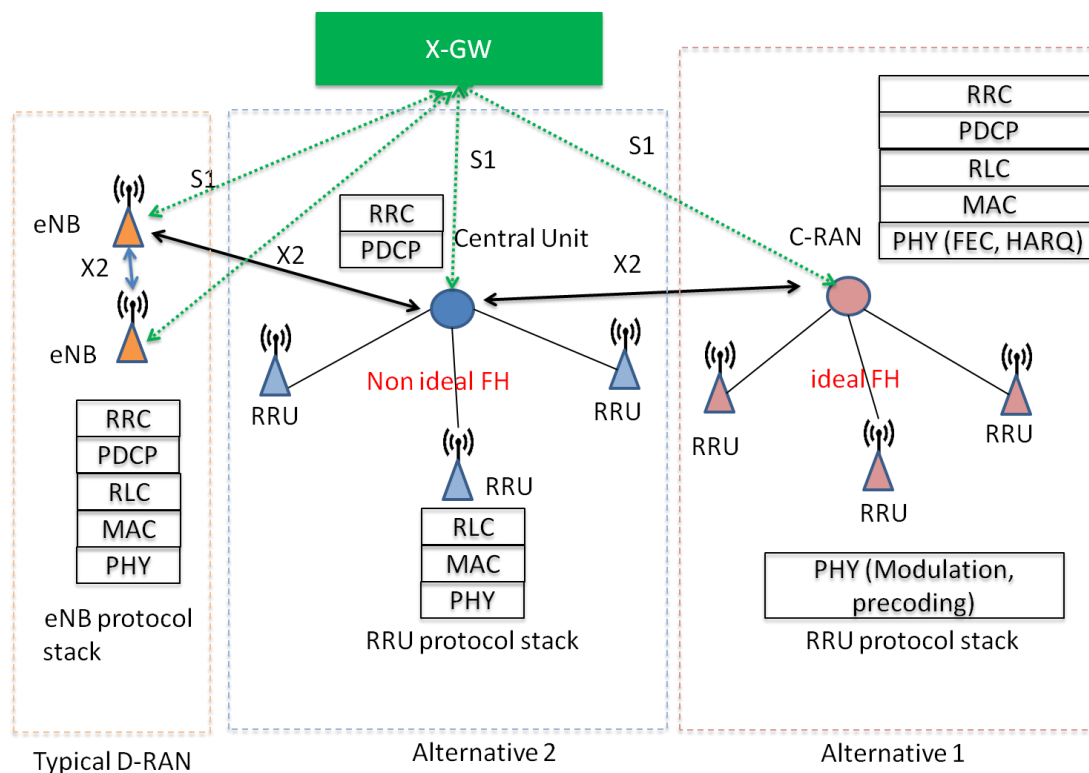 X-GW
S1
eNB
X2
eNB
RRC
PDCP
RLC
MAC
PHY
eNB protocol
stack
Typical D-RAN
S1
RRC
PDCP
Central Unit
X2
X2
RRU
Non ideal FH
RRU
RRU
RLC
MAC
PHY
RRU protocol stack
Alternative 2
S1
RRC
PDCP
RLC
MAC
PHY (FEC, HARQ)
C-RAN
ideal FH
RRU
RRU
RRU
PHY (Modulation,
precoding)
RRU protocol stack
Alternative 1